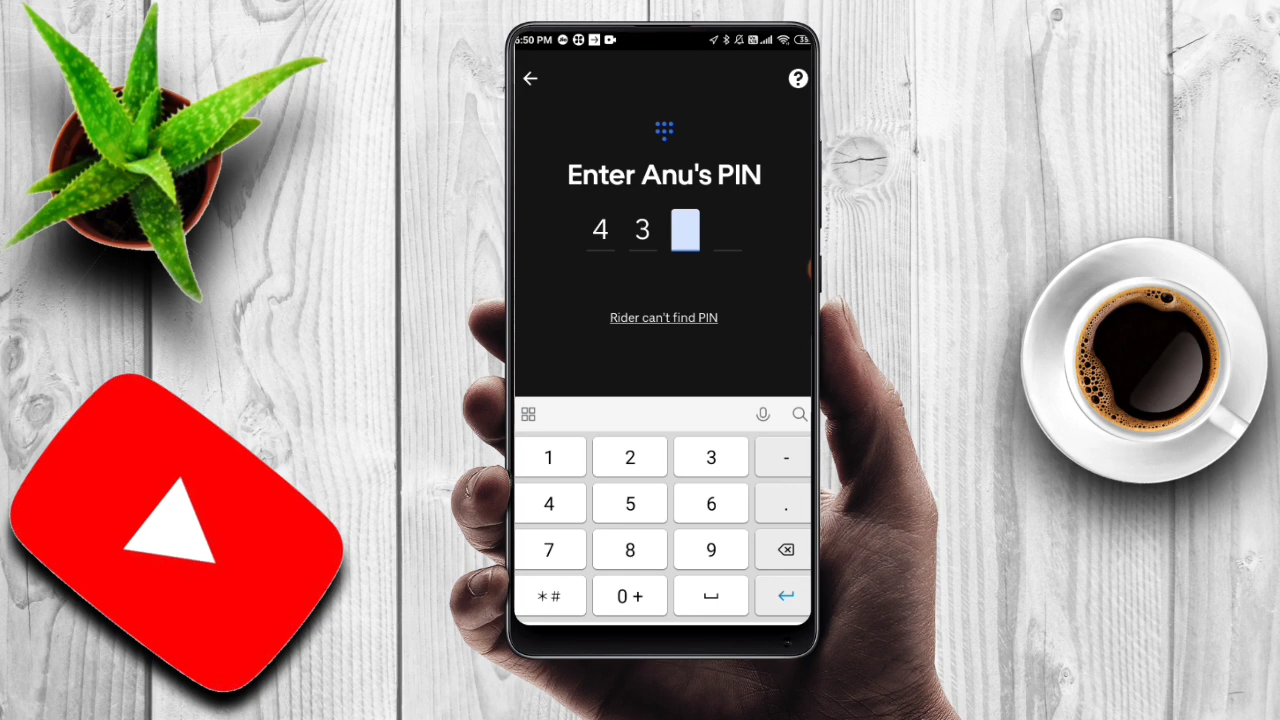 6:50 PM
35
Enter Anu's PIN
4 3
Rider can't find PIN
1 2 3 -
4 5 6 .
7 8 9
*# 0 +